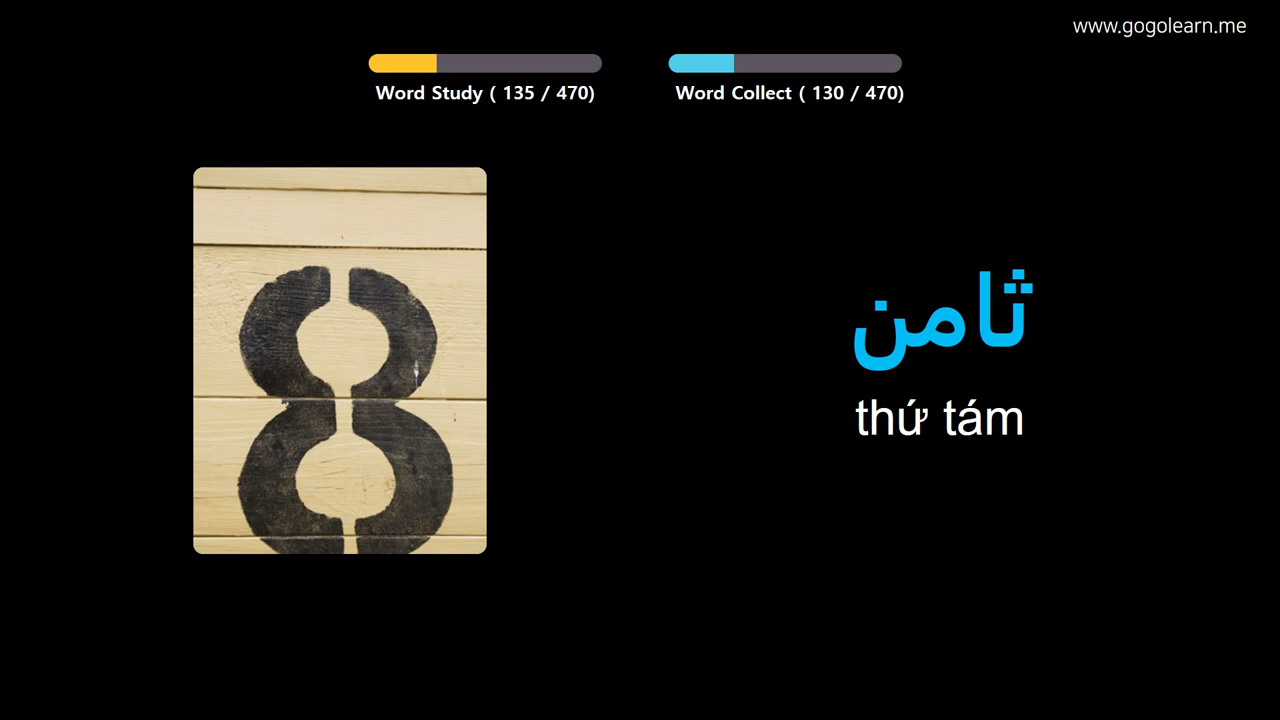 www.gogolearn.me
Word Study ( 135 / 470)
Word Collect ( 130 / 470)
8
ثامن
thứ tám